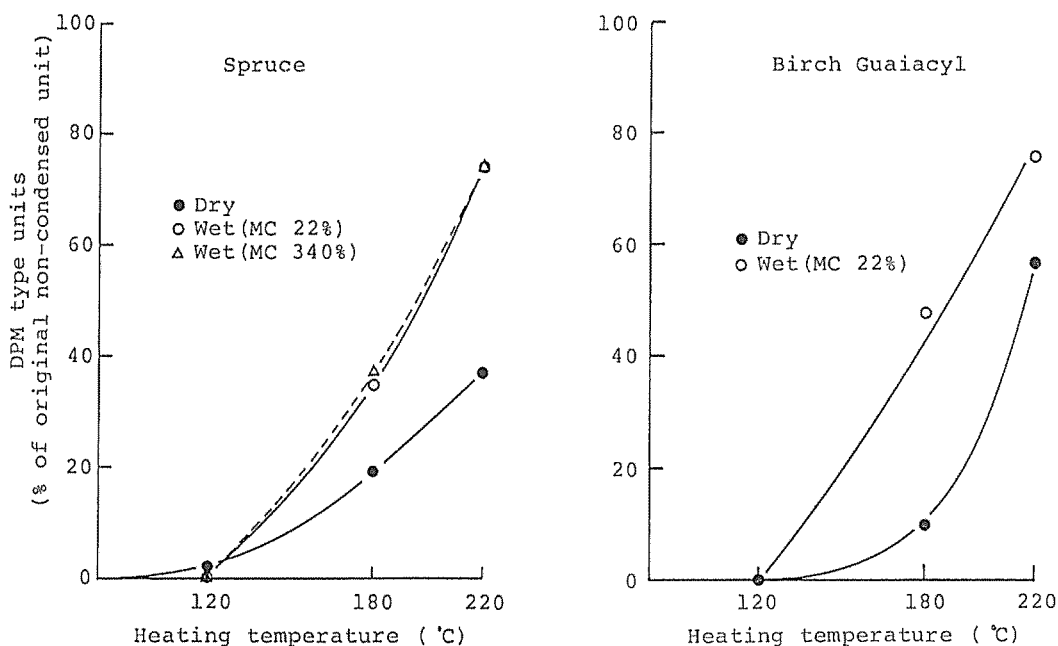 DPM type units
(% of original non-condensed unit)
100
80
60
40
20
0
Spruce
● Dry
○ Wet(MC 22%)
△ Wet(MC 340%)
120 180 220
Heating temperature (℃)
100
80
60
40
20
0
Birch Guaiacyl
● Dry
○ Wet(MC 22%)
120 180 220
Heating temperature (℃)